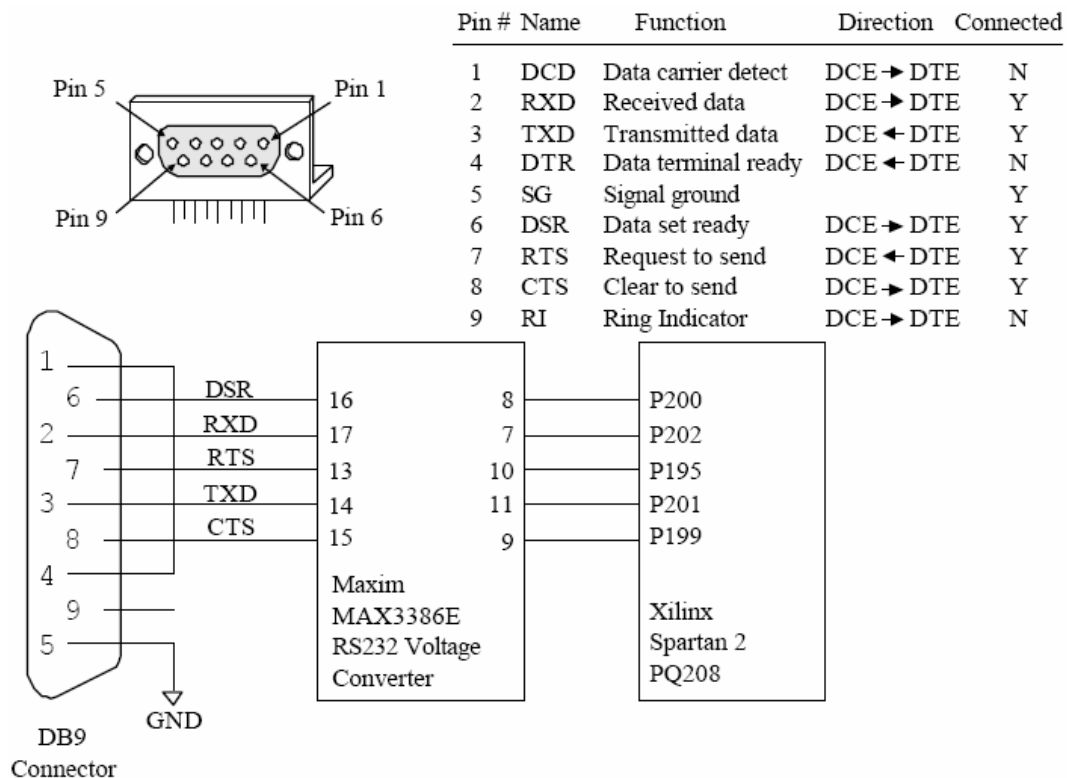 Pin # Name Function Direction Connected
1 DCD Data carrier detect DCE → DTE N
2 RXD Received data DCE → DTE Y
3 TXD Transmitted data DCE ← DTE Y
4 DTR Data terminal ready DCE ← DTE N
5 SG Signal ground Y
6 DSR Data set ready DCE → DTE Y
7 RTS Request to send DCE ← DTE Y
8 CTS Clear to send DCE → DTE Y
9 RI Ring Indicator DCE → DTE N
Pin 5 Pin 1
Pin 9 Pin 6
1
6 DSR 16 8 P200
2 RXD 17 7 P202
7 RTS 13 10 P195
3 TXD 14 11 P201
8 CTS 15 9 P199
4
9
5
GND
DB9
Connector
Maxim
MAX3386E
RS232 Voltage
Converter
Xilinx
Spartan 2
PQ208